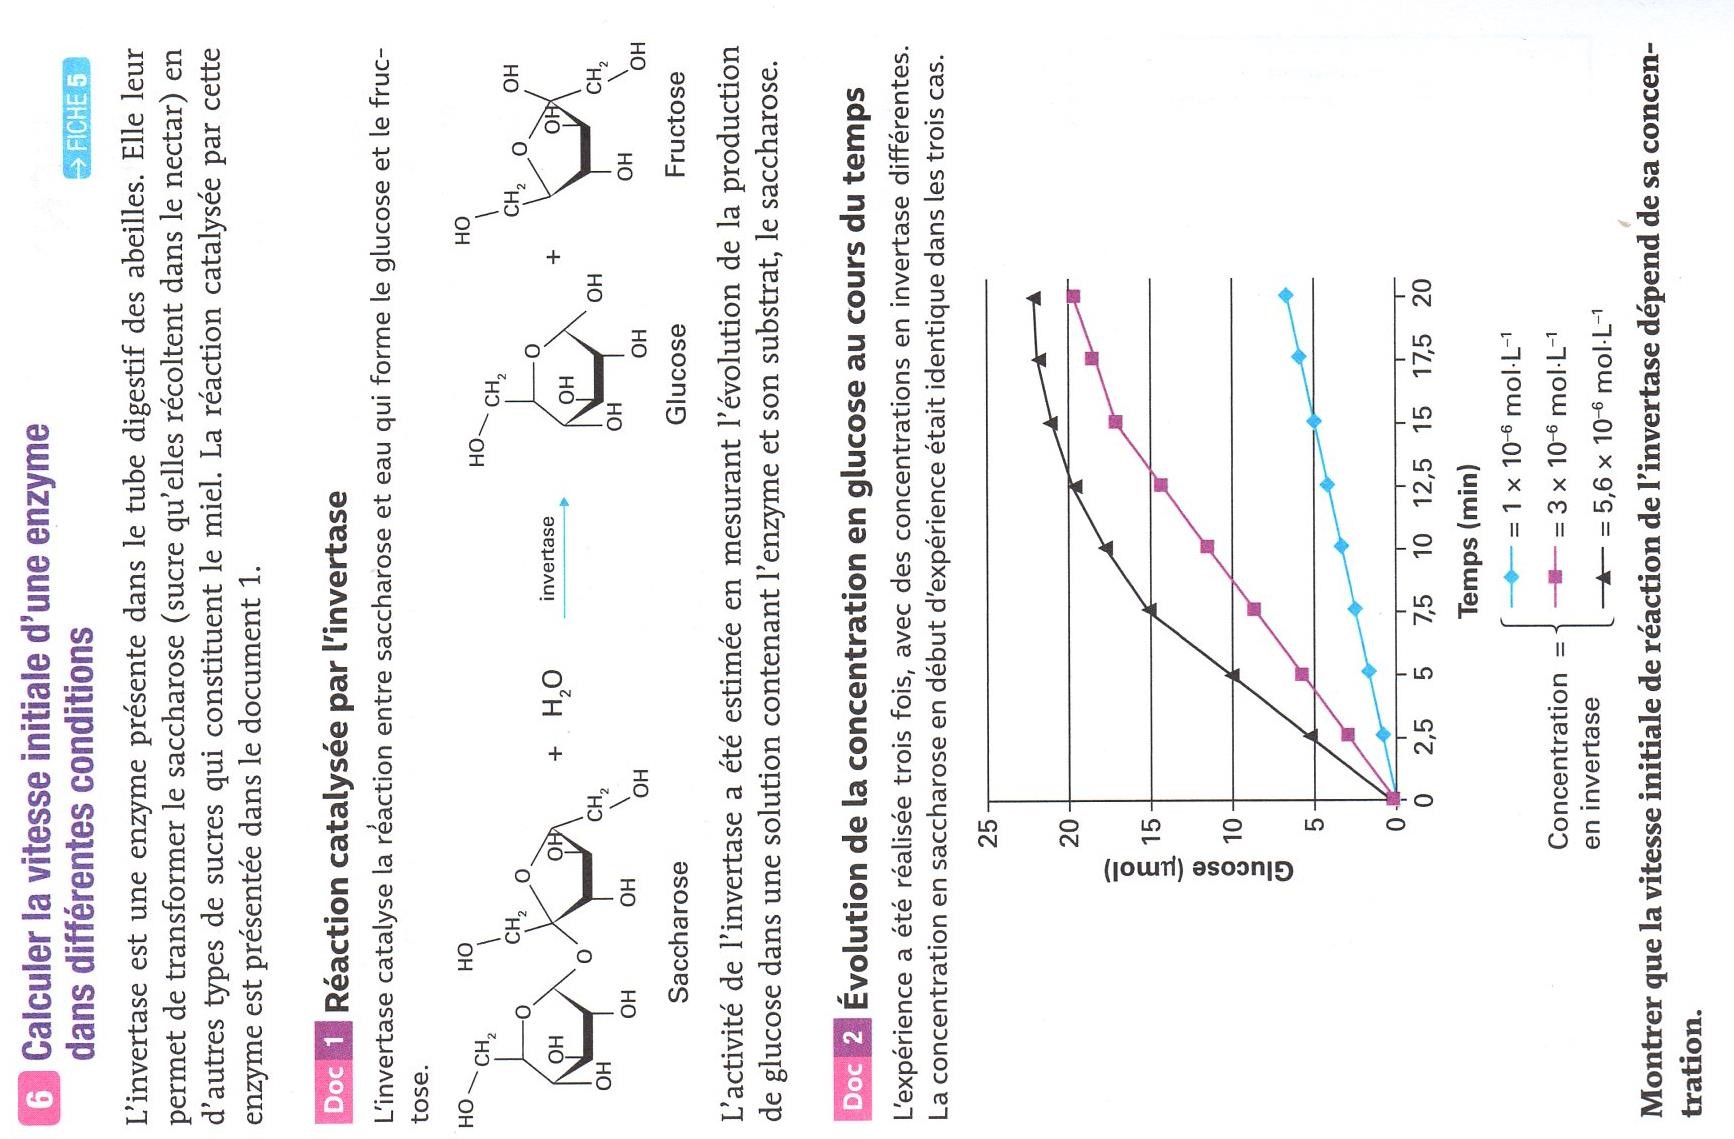 6 Calculer la vitesse initiale d'une enzyme
dans différentes conditions
→ FICHE 5
L'invertase est une enzyme présente dans le tube digestif des abeilles. Elle leur
permet de transformer le saccharose (sucre qu'elles récoltent dans le nectar) en
d'autres types de sucres qui constituent le miel. La réaction catalysée par cette
enzyme est présentée dans le document 1.
Doc 1 Réaction catalysée par l'invertase
L'invertase catalyse la réaction entre saccharose et eau qui forme le glucose et le fruc-
tose.
HO CH₂ O OH OH OH O HO CH₂ O OH OH CH₂ OH
+ H₂O
invertase
HO CH₂ O OH OH OH OH
+
HO CH₂ O OH OH OH CH₂ OH
Saccharose Glucose Fructose
L'activité de l'invertase a été estimée en mesurant l'évolution de la production
de glucose dans une solution contenant l'enzyme et son substrat, le saccharose.
Doc 2 Évolution de la concentration en glucose au cours du temps
L'expérience a été réalisée trois fois, avec des concentrations en invertase différentes.
La concentration en saccharose en début d'expérience était identique dans les trois cas.
Glucose (μmol)
25
20
15
10
5
0
0 2,5 5 7,5 10 12,5 15 17,5 20
Temps (min)
Concentration =
en invertase
= 1 × 10⁻⁶ mol·L⁻¹
= 3 × 10⁻⁶ mol·L⁻¹
= 5,6 × 10⁻⁶ mol·L⁻¹
Montrer que la vitesse initiale de réaction de l'invertase dépend de sa concen-
tration.